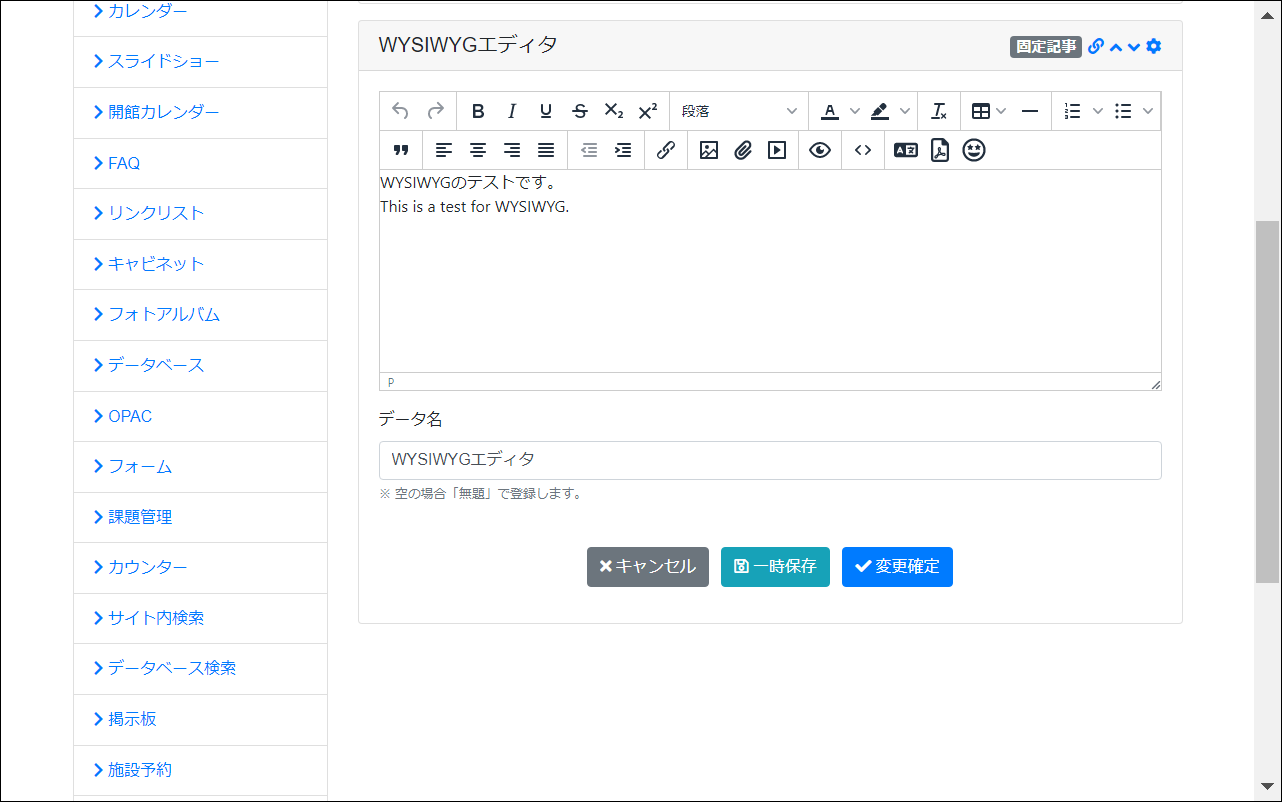 カレンダー
スライドショー
開館カレンダー
FAQ
リンクリスト
キャビネット
フォトアルバム
データベース
OPAC
フォーム
課題管理
カウンター
サイト内検索
データベース検索
掲示板
施設予約
WYSIWYGエディタ
固定記事
段落
WYSIWYGのテストです。
This is a test for WYSIWYG.
P
データ名
WYSIWYGエディタ
※ 空の場合「無題」で登録します。
キャンセル
一時保存
変更確定